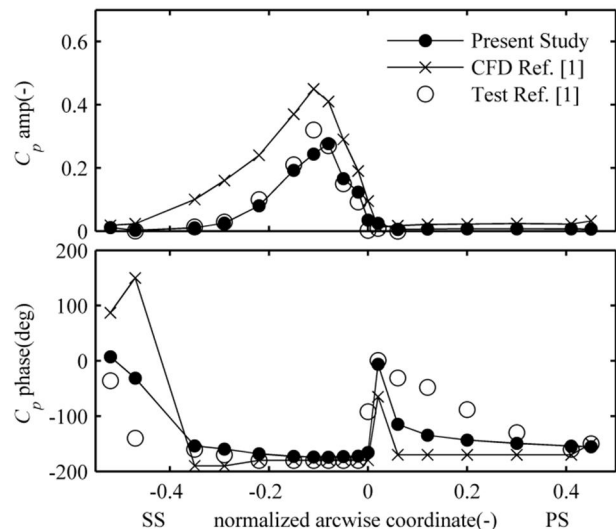 0.6
0.4
0.2
0
C_p amp(-)
Present Study
CFD Ref. [1]
Test Ref. [1]
200
100
0
-100
-200
C_p phase(deg)
-0.4 -0.2 0 0.2 0.4
SS normalized arcwise coordinate(-) PS